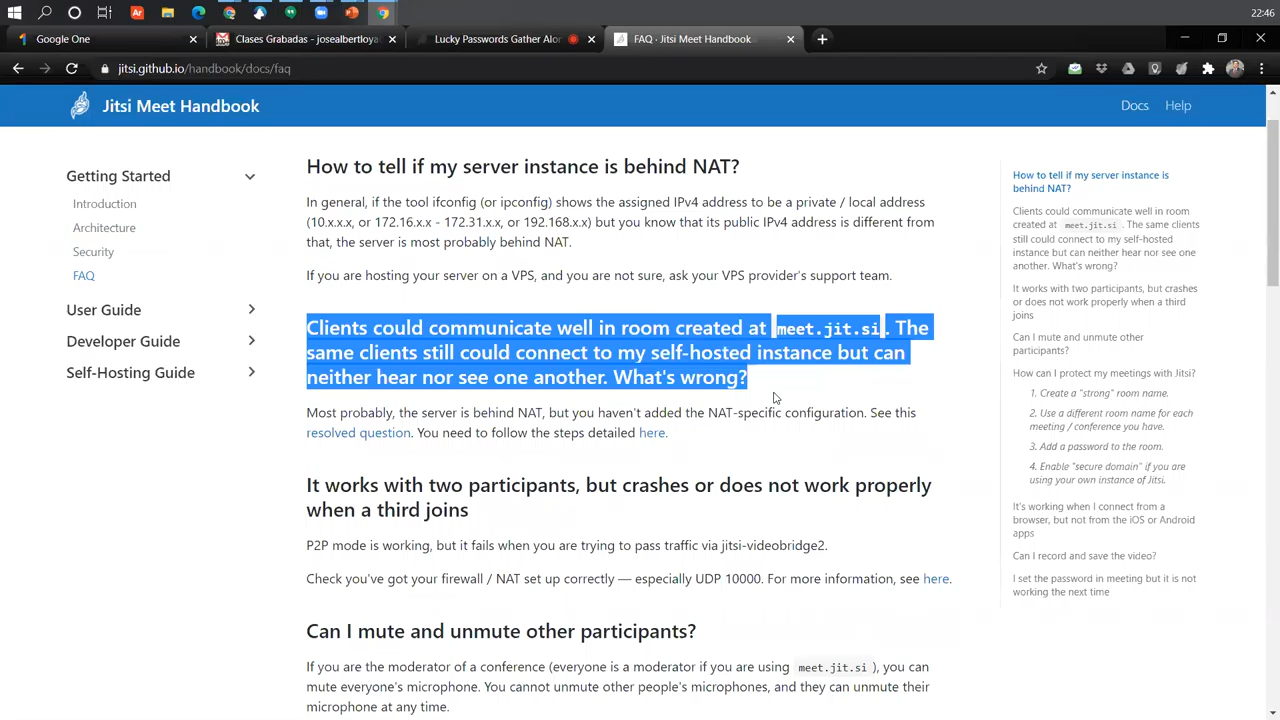 22:46
Google One
Clases Grabadas - josealbertloya
Lucky Passwords Gather Alor
FAQ · Jitsi Meet Handbook
jitsi.github.io/handbook/docs/faq
Jitsi Meet Handbook
Docs
Help
Getting Started
Introduction
Architecture
Security
FAQ
User Guide
Developer Guide
Self-Hosting Guide
How to tell if my server instance is behind NAT?
In general, if the tool ifconfig (or ipconfig) shows the assigned IPv4 address to be a private / local address
(10.x.x.x, or 172.16.x.x - 172.31.x.x, or 192.168.x.x) but you know that its public IPv4 address is different from
that, the server is most probably behind NAT.
If you are hosting your server on a VPS, and you are not sure, ask your VPS provider's support team.
Clients could communicate well in room created at meet.jit.si. The
same clients still could connect to my self-hosted instance but can
neither hear nor see one another. What's wrong?
Most probably, the server is behind NAT, but you haven't added the NAT-specific configuration. See this
resolved question. You need to follow the steps detailed here.
It works with two participants, but crashes or does not work properly
when a third joins
P2P mode is working, but it fails when you are trying to pass traffic via jitsi-videobridge2.
Check you've got your firewall / NAT set up correctly — especially UDP 10000. For more information, see here.
Can I mute and unmute other participants?
If you are the moderator of a conference (everyone is a moderator if you are using meet.jit.si), you can
mute everyone's microphone. You cannot unmute other people's microphones, and they can unmute their
microphone at any time.
How to tell if my server instance is
behind NAT?
Clients could communicate well in room
created at meet.jit.si. The same clients
still could connect to my self-hosted
instance but can neither hear nor see one
another. What's wrong?
It works with two participants, but crashes
or does not work properly when a third
joins
Can I mute and unmute other
participants?
How can I protect my meetings with Jitsi?
1. Create a "strong" room name.
2. Use a different room name for each
meeting / conference you have.
3. Add a password to the room.
4. Enable "secure domain" if you are
using your own instance of Jitsi.
It's working when I connect from a
browser, but not from the iOS or Android
apps
Can I record and save the video?
I set the password in meeting but it is not
working the next time